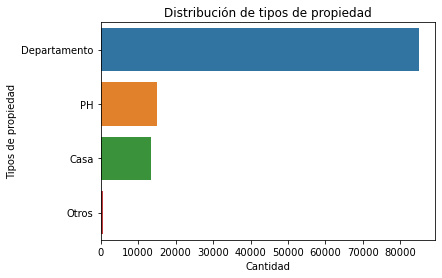 Distribución de tipos de propiedad
Tipos de propiedad
Departamento
PH
Casa
Otros
0 10000 20000 30000 40000 50000 60000 70000 80000
Cantidad